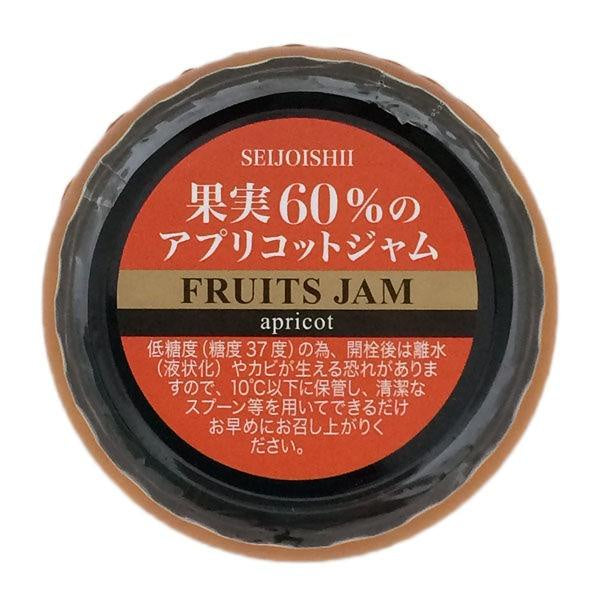 SEIJOISHII
果実60%の
アプリコットジャム
FRUITS JAM
apricot
低糖度(糖度37度)の為、開栓後は離水
(液状化)やカビが生える恐れがありま
すので、10℃以下に保管し、清潔な
スプーン等を用いてできるだけ
お早めにお召し上がりく
ださい。